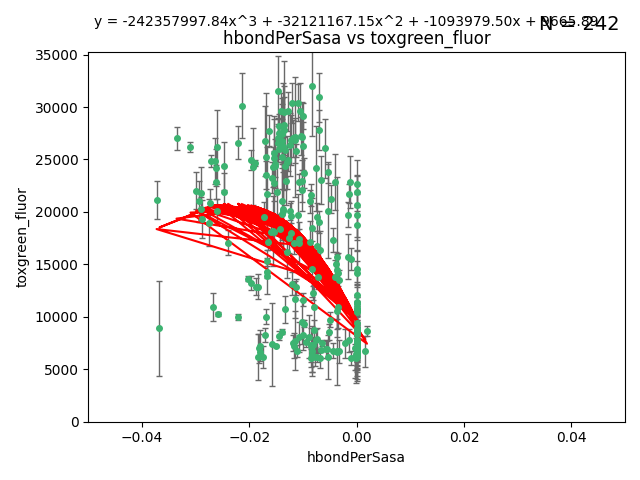 y = -242357997.84x^3 + -32121167.15x^2 + -1093979.50x + 9665.89
N = 242
hbondPerSasa vs toxgreen_fluor
35000
30000
25000
20000
15000
10000
5000
0
toxgreen_fluor
-0.04
-0.02
0.00
0.02
0.04
hbondPerSasa